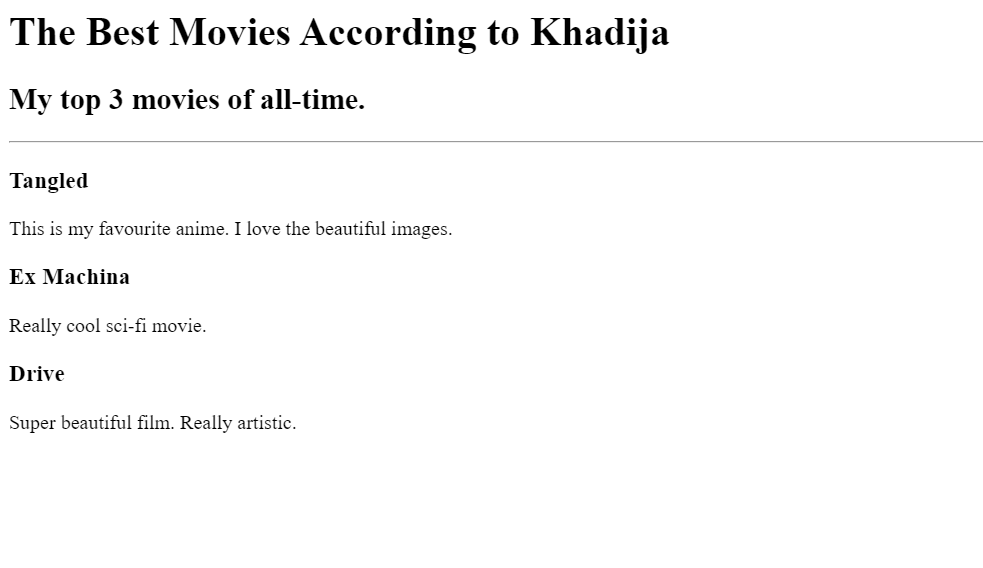 The Best Movies According to Khadija
My top 3 movies of all-time.
Tangled
This is my favourite anime. I love the beautiful images.
Ex Machina
Really cool sci-fi movie.
Drive
Super beautiful film. Really artistic.